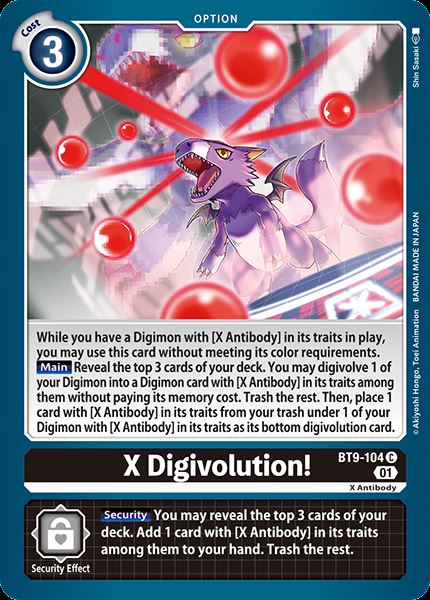 Cost
3
OPTION
Shin Sasaki
© Akiyoshi Hongo, Toei Animation BANDAI MADE IN JAPAN
While you have a Digimon with [X Antibody] in its traits in play,
you may use this card without meeting its color requirements.
Main Reveal the top 3 cards of your deck. You may digivolve 1 of
your Digimon into a Digimon card with [X Antibody] in its traits among
them without paying its memory cost. Trash the rest. Then, place 1
card with [X Antibody] in its traits from your trash under 1 of your
Digimon with [X Antibody] in its traits as its bottom digivolution card.
X Digivolution!
BT9-104 C
01
X Antibody
Security You may reveal the top 3 cards of your
deck. Add 1 card with [X Antibody] in its traits
among them to your hand. Trash the rest.
Security Effect